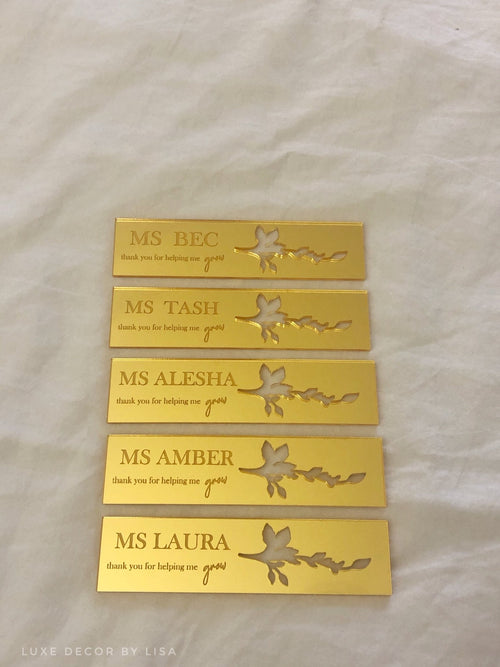 MS BEC
thank you for helping me grow
MS TASH
thank you for helping me grow
MS ALESHA
thank you for helping me grow
MS AMBER
thank you for helping me grow
MS LAURA
thank you for helping me grow
LUXE DECOR BY LISA